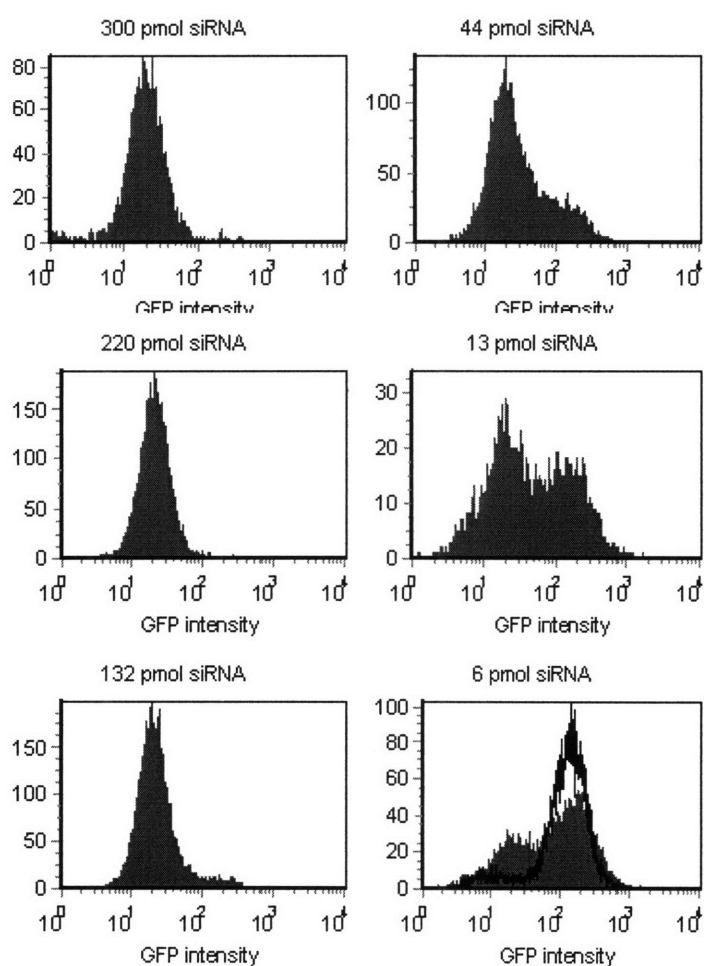 300 pmol siRNA
80
60
40
20
0
10^0 10^1 10^2 10^3 10^4
GFP intensity
44 pmol siRNA
100
50
0
10^0 10^1 10^2 10^3 10^4
GFP intensity
220 pmol siRNA
150
100
50
0
10^0 10^1 10^2 10^3 10^4
GFP intensity
13 pmol siRNA
30
20
10
0
10^0 10^1 10^2 10^3 10^4
GFP intensity
132 pmol siRNA
150
100
50
0
10^0 10^1 10^2 10^3 10^4
GFP intensity
6 pmol siRNA
100
80
60
40
20
0
10^0 10^1 10^2 10^3 10^4
GFP intensity